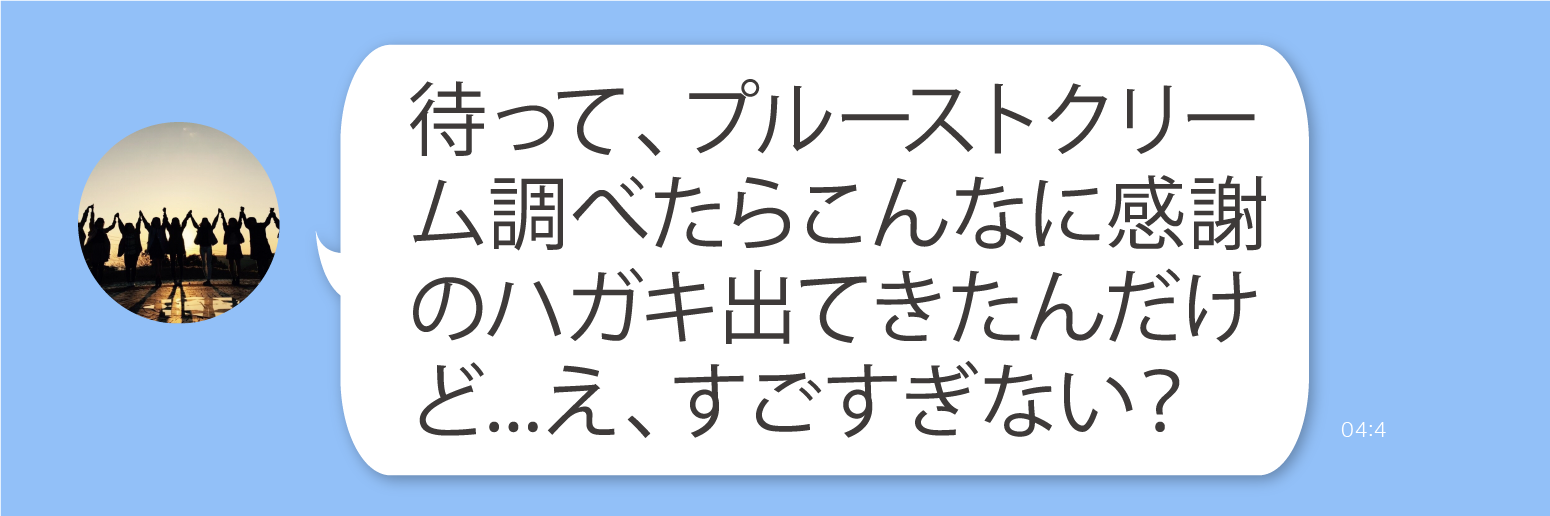 待って、プルーストクリー
ム調べたらこんなに感謝
のハガキ出てきたんだけ
ど...え、すごすぎない？
04:4